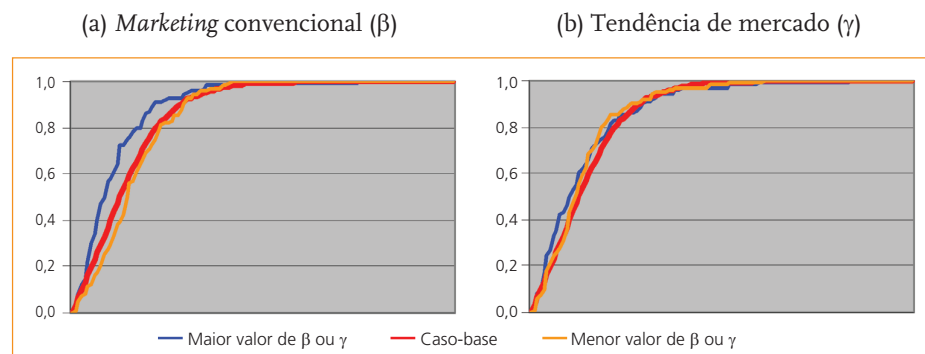 (a) Marketing convencional (β)
(b) Tendência de mercado (γ)
1,0
0,8
0,6
0,4
0,2
0,0
1,0
0,8
0,6
0,4
0,2
0,0
Maior valor de β ou γ
Caso-base
Menor valor de β ou γ